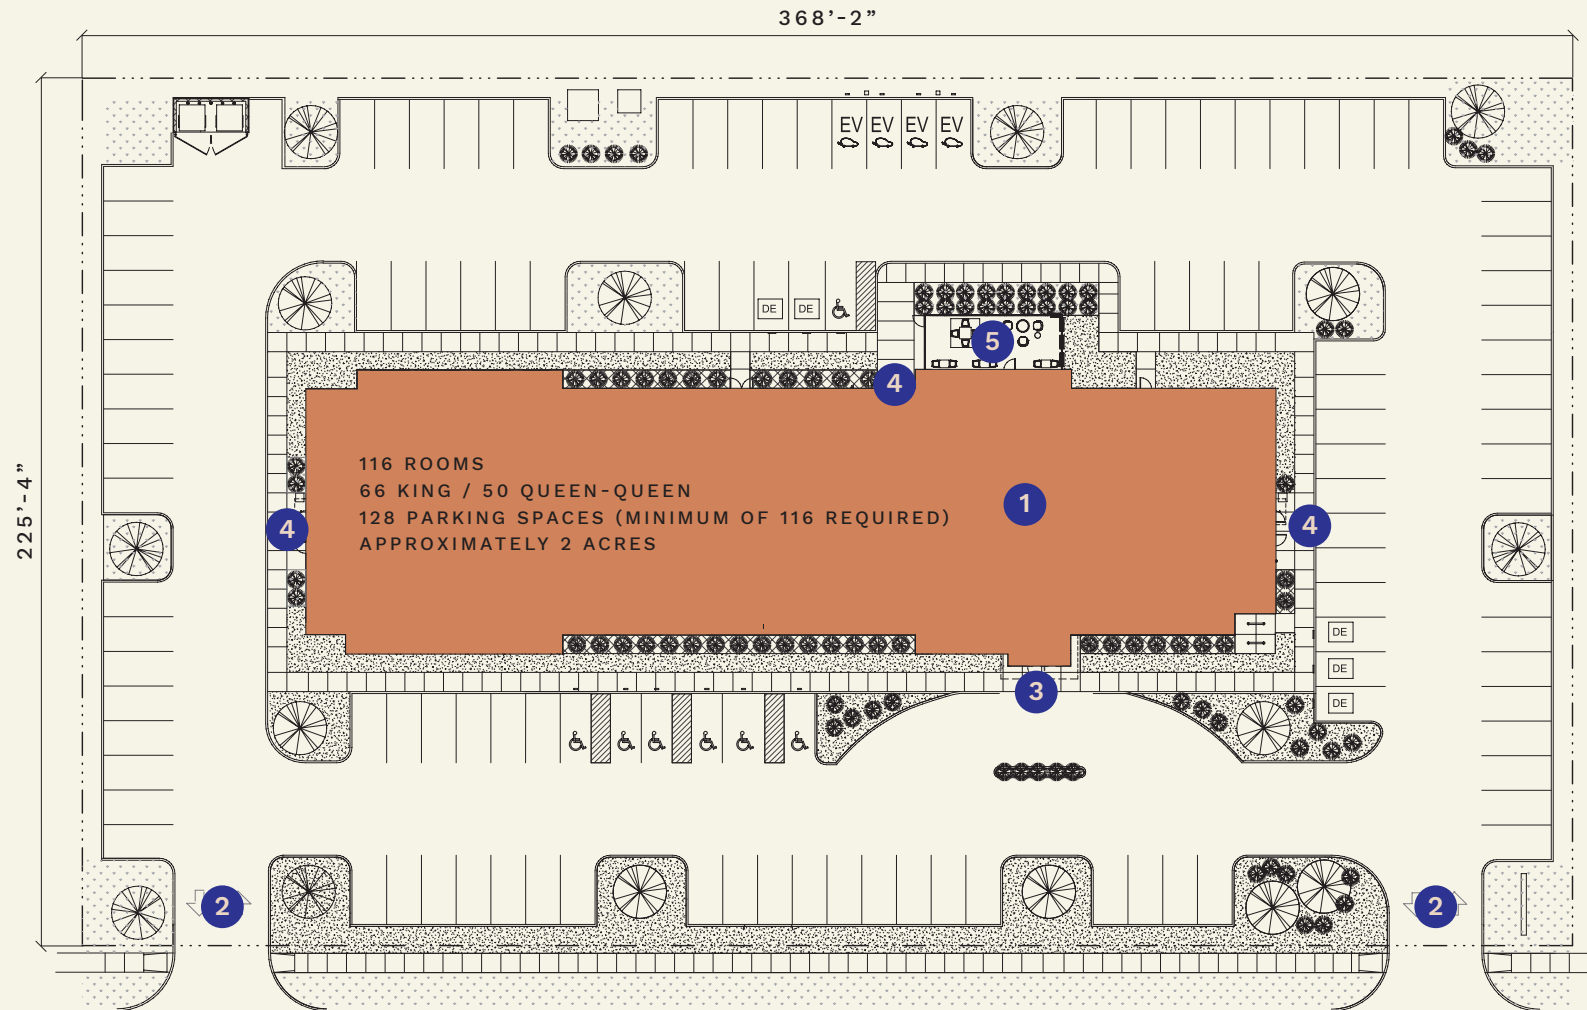 368’-2”
225’-4”
EV EV EV EV
DE DE
5
4
116 ROOMS
66 KING / 50 QUEEN-QUEEN
1
128 PARKING SPACES (MINIMUM OF 116 REQUIRED)
4
4
APPROXIMATELY 2 ACRES
DE
DE
3
DE
2
2